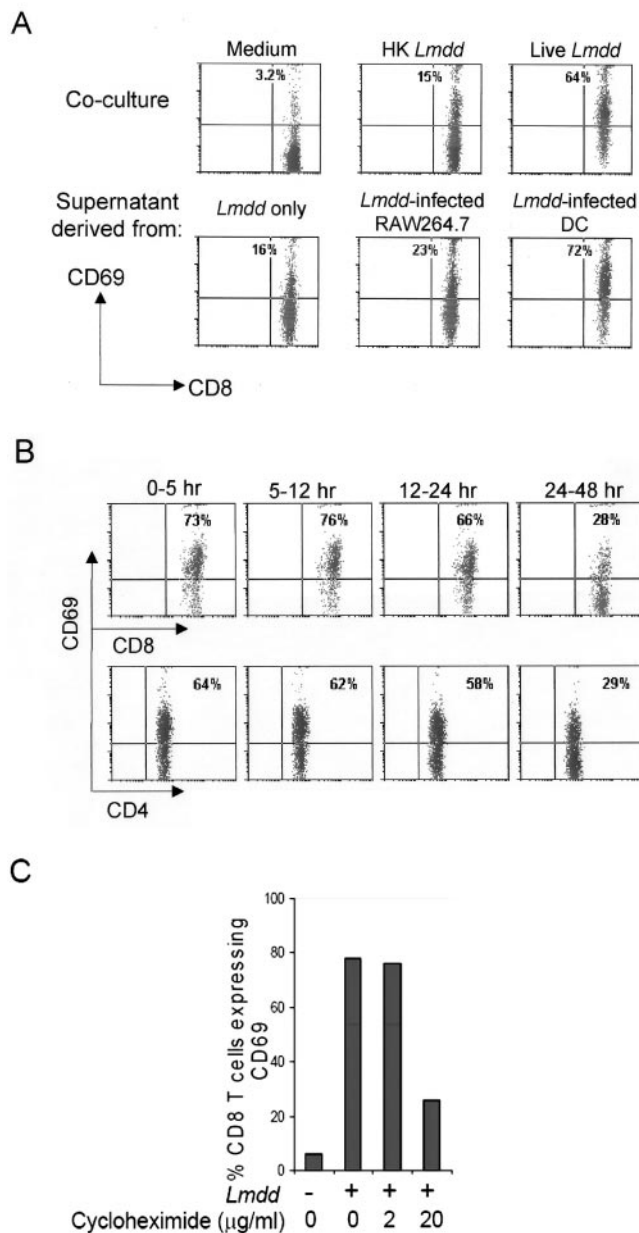 A
Medium HK Lmdd Live Lmdd
Co-culture
3.2% 15% 64%
Supernatant derived from:
Lmdd only Lmdd-infected RAW264.7 Lmdd-infected DC
16% 23% 72%
CD69
CD8
B
0-5 hr 5-12 hr 12-24 hr 24-48 hr
73% 76% 66% 28%
CD69
CD8
64% 62% 58% 29%
CD4
C
% CD8 T cells expressing CD69
100
80
60
40
20
0
Lmdd - + + +
Cycloheximide (µg/ml) 0 0 2 20